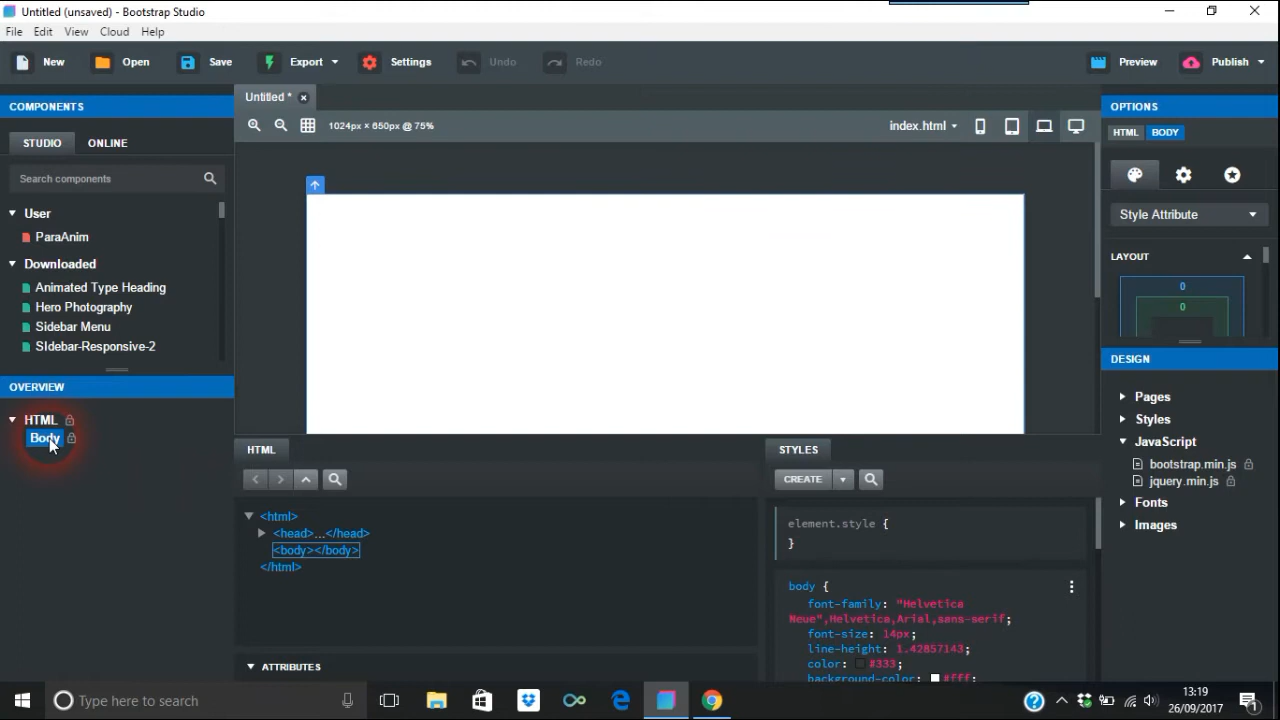 Untitled (unsaved) - Bootstrap Studio
File Edit View Cloud Help
New Open Save Export Settings Undo Redo Preview Publish
COMPONENTS
STUDIO ONLINE
Search components
User
ParaAnim
Downloaded
Animated Type Heading
Hero Photography
Sidebar Menu
SIdebar-Responsive-2
OVERVIEW
HTML
Body
Untitled *
1024px × 650px @ 75%
index.html
HTML
<html>
<head>...</head>
<body></body>
</html>
ATTRIBUTES
STYLES
CREATE
element.style {
}
body {
font-family: "Helvetica
Neue",Helvetica,Arial,sans-serif;
font-size: 14px;
line-height: 1.42857143;
color: #333;
background-color: #fff;
OPTIONS
HTML BODY
Style Attribute
LAYOUT
0
0
DESIGN
Pages
Styles
JavaScript
bootstrap.min.js
jquery.min.js
Fonts
Images
Type here to search
13:19
26/09/2017
1